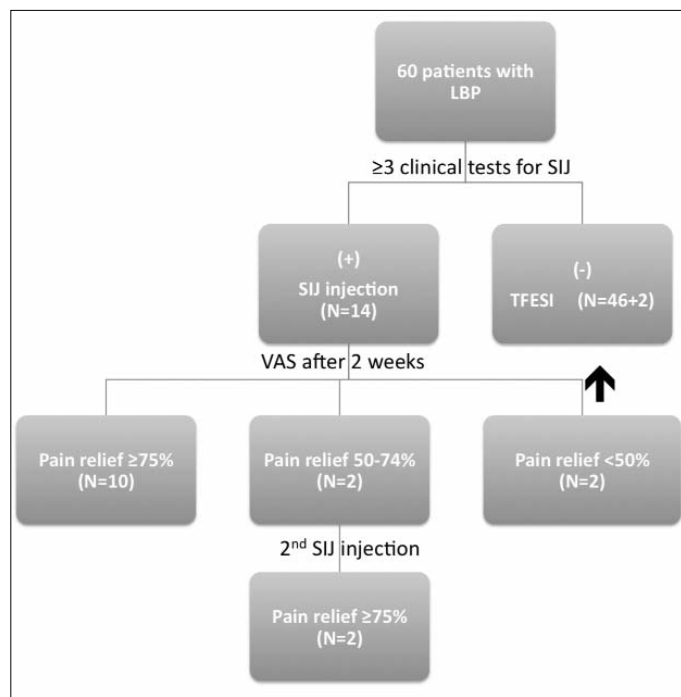 60 patients with
LBP
≥3 clinical tests for SIJ
(+)
SIJ injection
(N=14)
(-)
TFESI (N=46+2)
VAS after 2 weeks
Pain relief ≥75%
(N=10)
Pain relief 50-74%
(N=2)
Pain relief <50%
(N=2)
2nd SIJ injection
Pain relief ≥75%
(N=2)